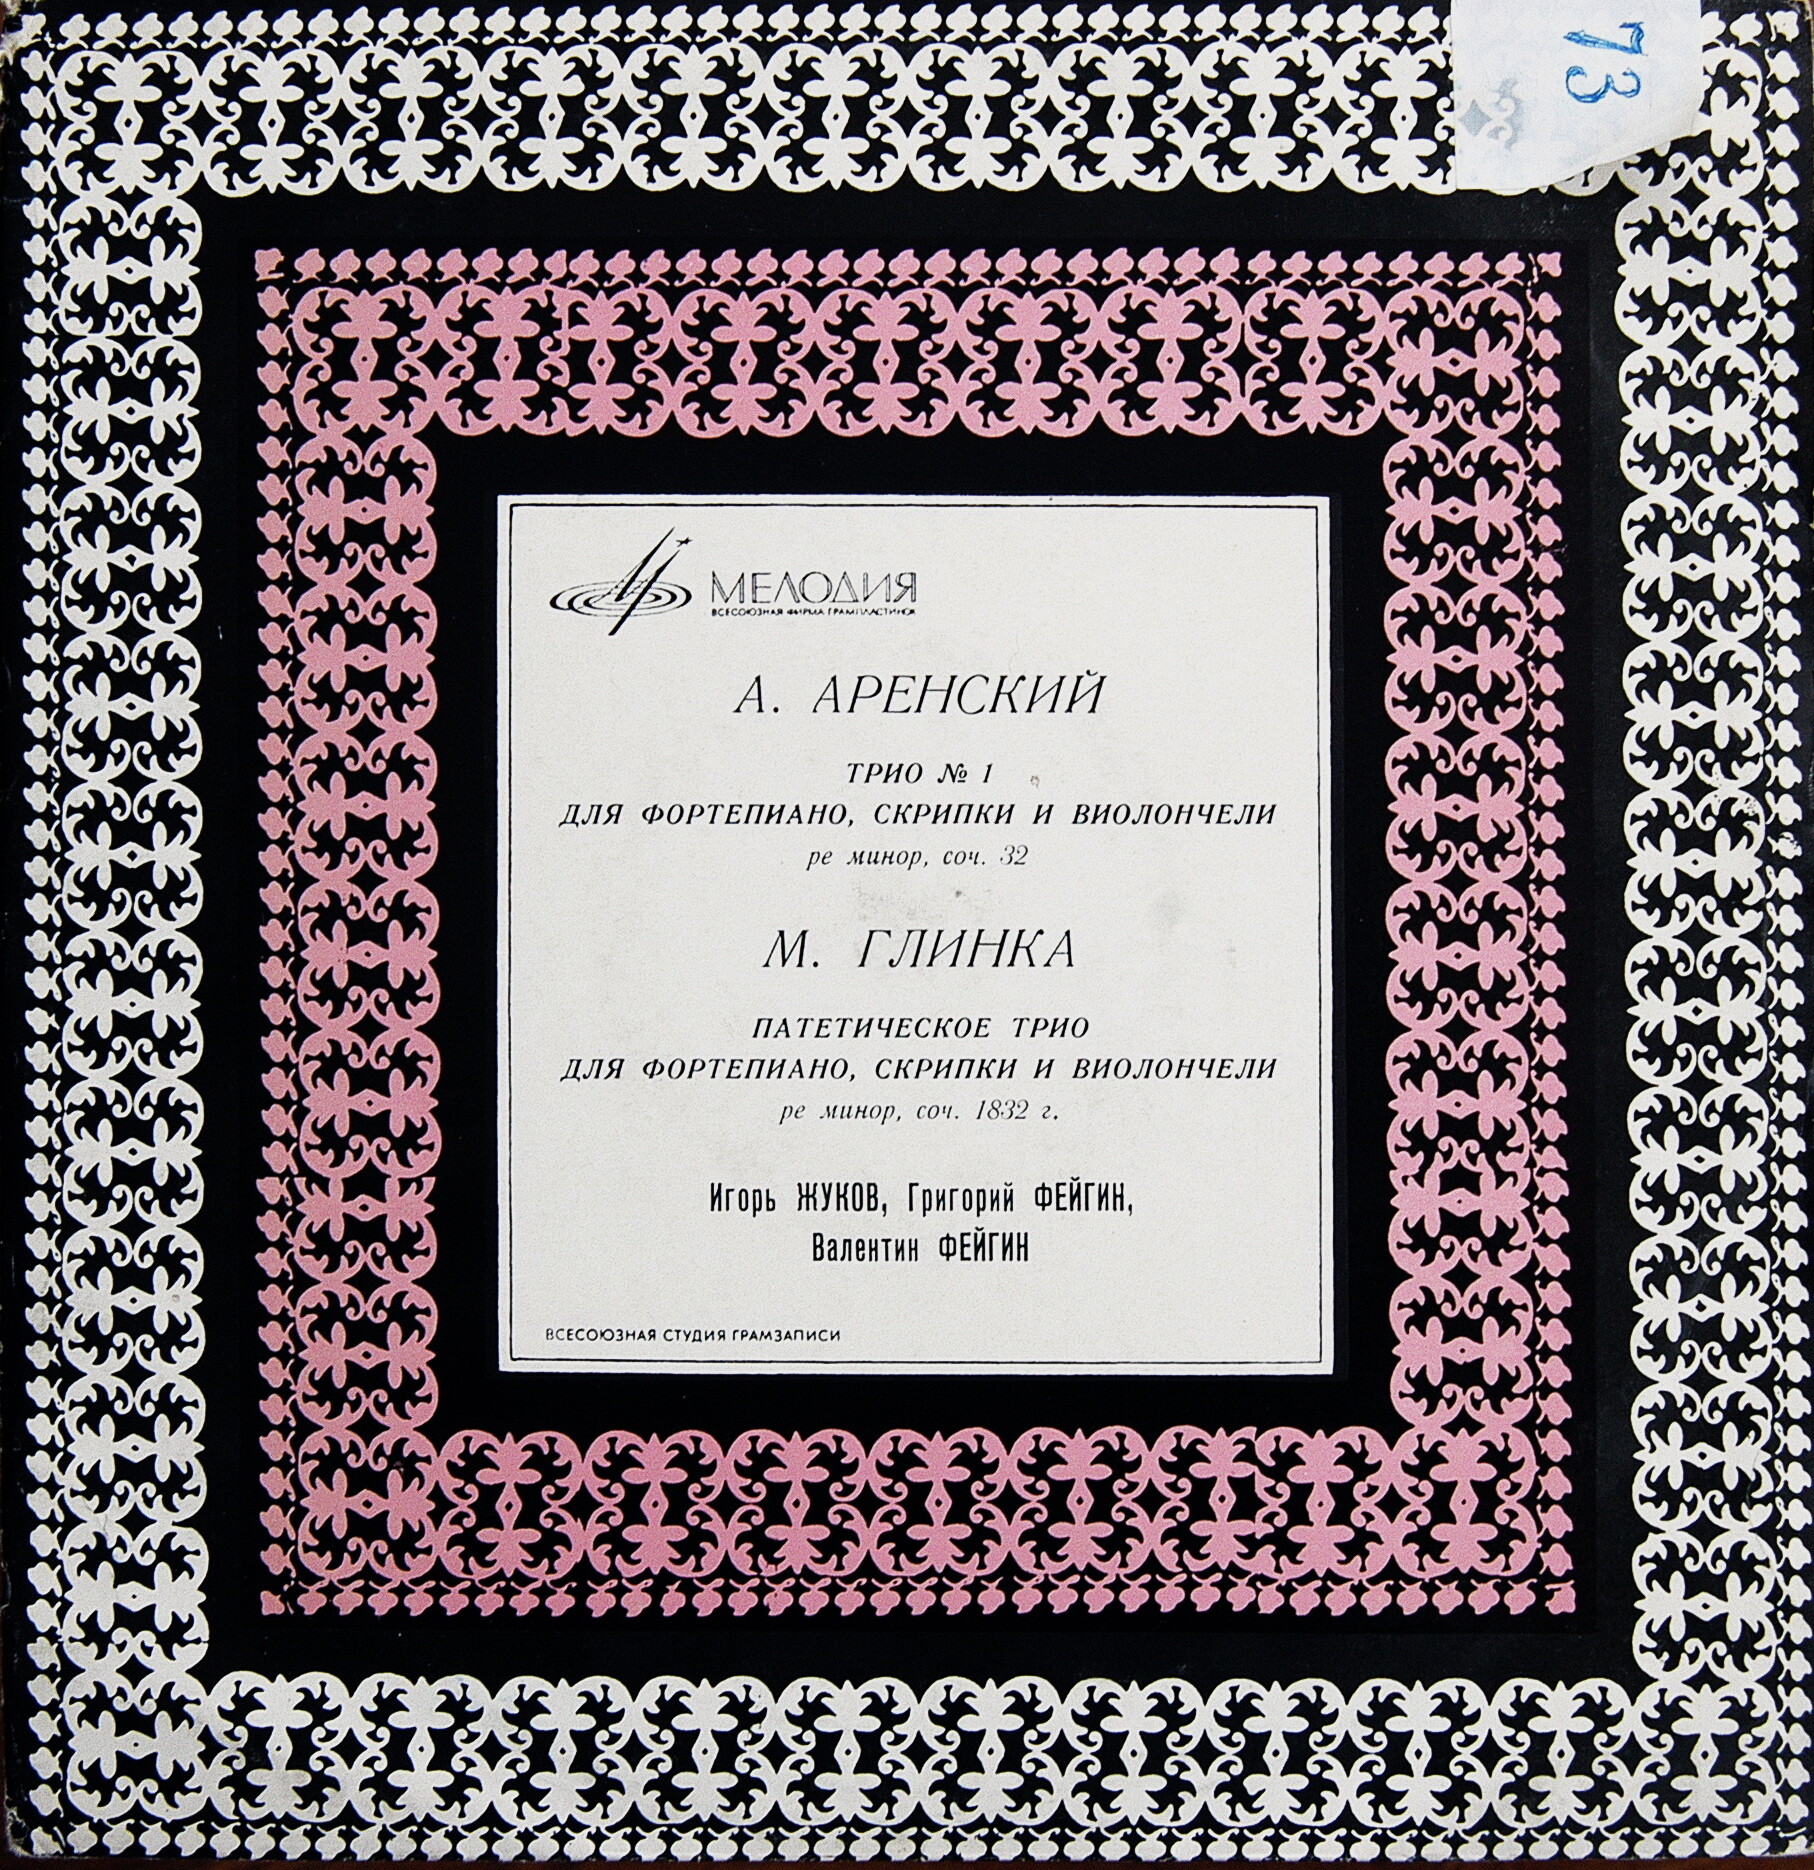 73
МЕЛОДИЯ
ВСЕСОЮЗНАЯ ФИРМА ГРАМПЛАСТИНОК
А. АРЕНСКИЙ
ТРИО № 1
ДЛЯ ФОРТЕПИАНО, СКРИПКИ И ВИОЛОНЧЕЛИ
ре минор, соч. 32
М. ГЛИНКА
ПАТЕТИЧЕСКОЕ ТРИО
ДЛЯ ФОРТЕПИАНО, СКРИПКИ И ВИОЛОНЧЕЛИ
ре минор, соч. 1832 г.
Игорь ЖУКОВ, Григорий ФЕЙГИН,
Валентин ФЕЙГИН
ВСЕСОЮЗНАЯ СТУДИЯ ГРАМЗАПИСИ